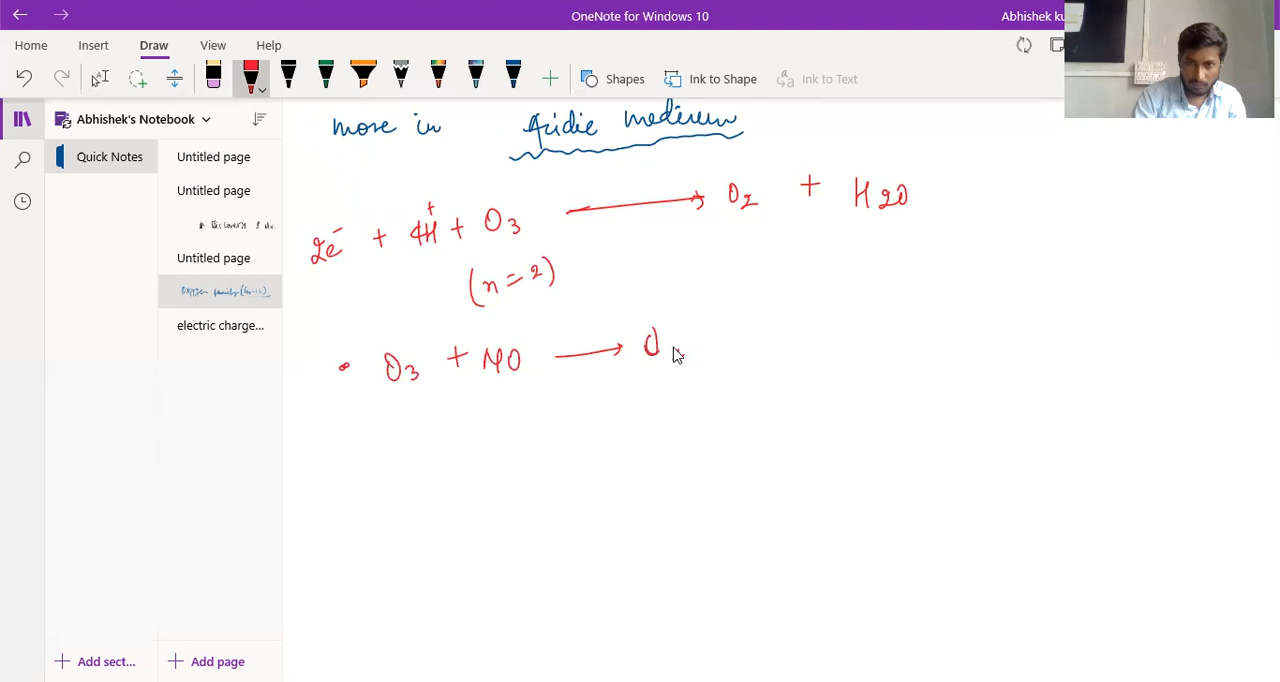 OneNote for Windows 10
Abhishek ku
Home Insert Draw View Help
Shapes Ink to Shape Ink to Text
Abhishek's Notebook
Quick Notes
Untitled page
Untitled page
Untitled page
Oxygen family
electric charge...
Add sect...
Add page
more in Acidic medium
2e⁻ + 4H⁺ + O₃ ⟶ O₂ + H2O
(n = 2)
• O₃ + NO ⟶ O